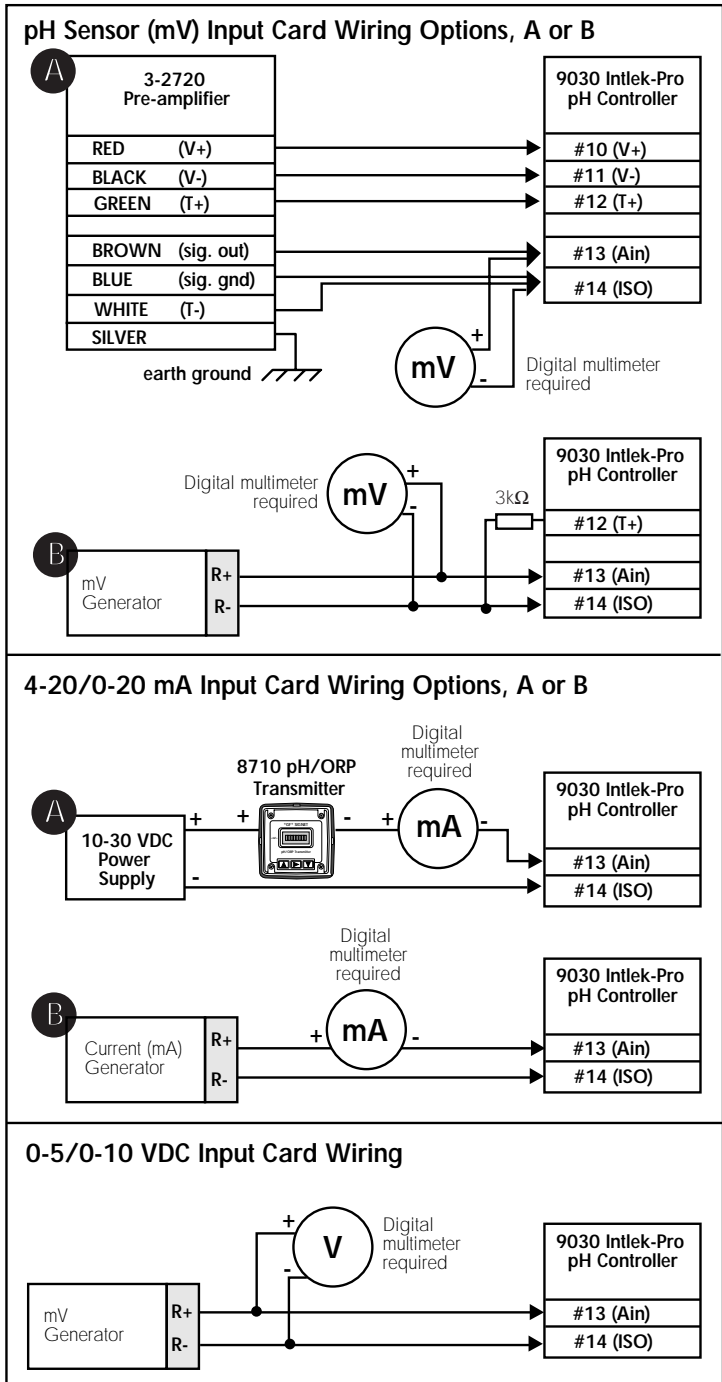 pH Sensor (mV) Input Card Wiring Options, A or B
A
3-2720
Pre-amplifier
RED (V+)
BLACK (V-)
GREEN (T+)
BROWN (sig. out)
BLUE (sig. gnd)
WHITE (T-)
SILVER
earth ground
9030 Intlek-Pro
pH Controller
#10 (V+)
#11 (V-)
#12 (T+)
#13 (Ain)
#14 (ISO)
+
mV
-
Digital multimeter
required
Digital multimeter
required
mV
+
-
3kΩ
9030 Intlek-Pro
pH Controller
#12 (T+)
#13 (Ain)
#14 (ISO)
B
mV
Generator
R+
R-
4-20/0-20 mA Input Card Wiring Options, A or B
A
10-30 VDC
Power
Supply
+
-
8710 pH/ORP
Transmitter
+
-
Digital
multimeter
required
+
mA
-
9030 Intlek-Pro
pH Controller
#13 (Ain)
#14 (ISO)
B
Current (mA)
Generator
R+
R-
Digital
multimeter
required
+
mA
-
9030 Intlek-Pro
pH Controller
#13 (Ain)
#14 (ISO)
0-5/0-10 VDC Input Card Wiring
mV
Generator
R+
R-
+
V
-
Digital
multimeter
required
9030 Intlek-Pro
pH Controller
#13 (Ain)
#14 (ISO)